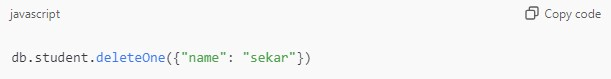 javascript Copy code
db.student.deleteOne({"name": "sekar"})